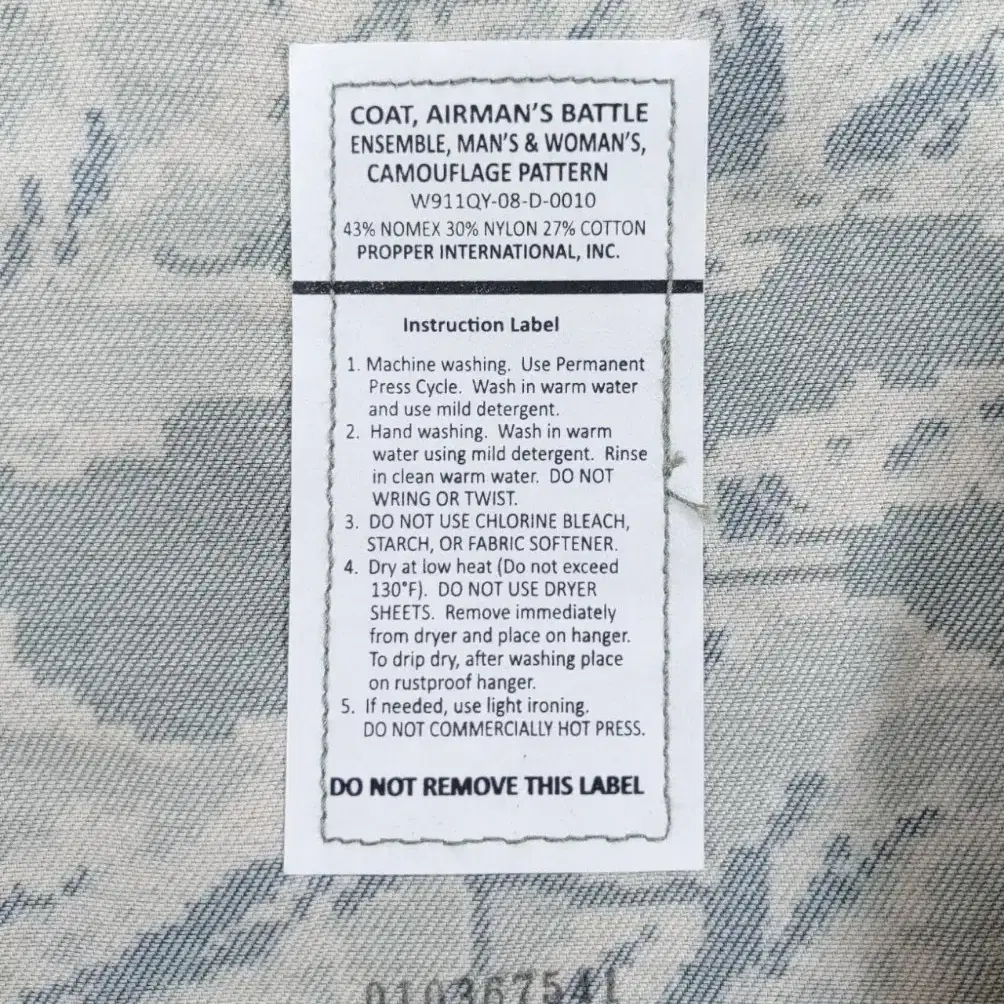 COAT, AIRMAN'S BATTLE
ENSEMBLE, MAN'S & WOMAN'S,
CAMOUFLAGE PATTERN
W911QY-08-D-0010
43% NOMEX 30% NYLON 27% COTTON
PROPPER INTERNATIONAL, INC.
Instruction Label
1. Machine washing. Use Permanent
Press Cycle. Wash in warm water
and use mild detergent.
2. Hand washing. Wash in warm
water using mild detergent. Rinse
in clean warm water. DO NOT
WRING OR TWIST.
3. DO NOT USE CHLORINE BLEACH,
STARCH, OR FABRIC SOFTENER.
4. Dry at low heat (Do not exceed
130°F). DO NOT USE DRYER
SHEETS. Remove immediately
from dryer and place on hanger.
To drip dry, after washing place
on rustproof hanger.
5. If needed, use light ironing.
DO NOT COMMERCIALLY HOT PRESS.
DO NOT REMOVE THIS LABEL
010367541